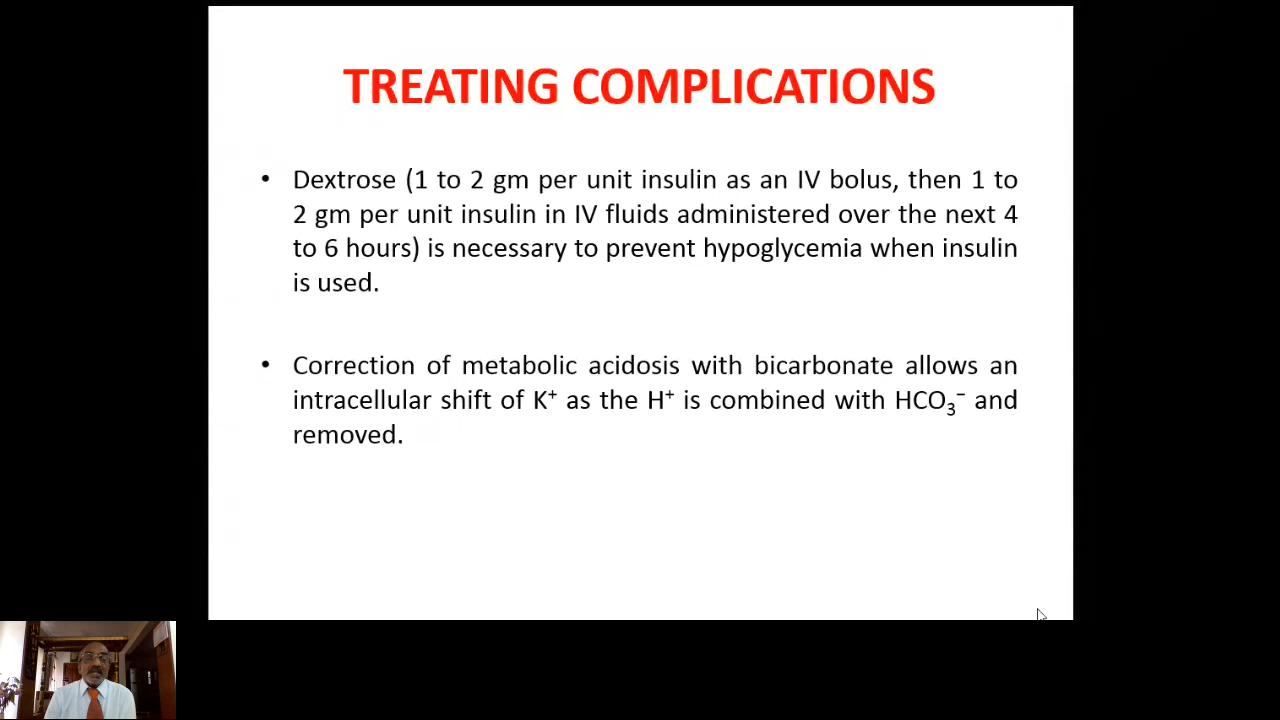 TREATING COMPLICATIONS
• Dextrose (1 to 2 gm per unit insulin as an IV bolus, then 1 to
2 gm per unit insulin in IV fluids administered over the next 4
to 6 hours) is necessary to prevent hypoglycemia when insulin
is used.
• Correction of metabolic acidosis with bicarbonate allows an
intracellular shift of K⁺ as the H⁺ is combined with HCO₃⁻ and
removed.